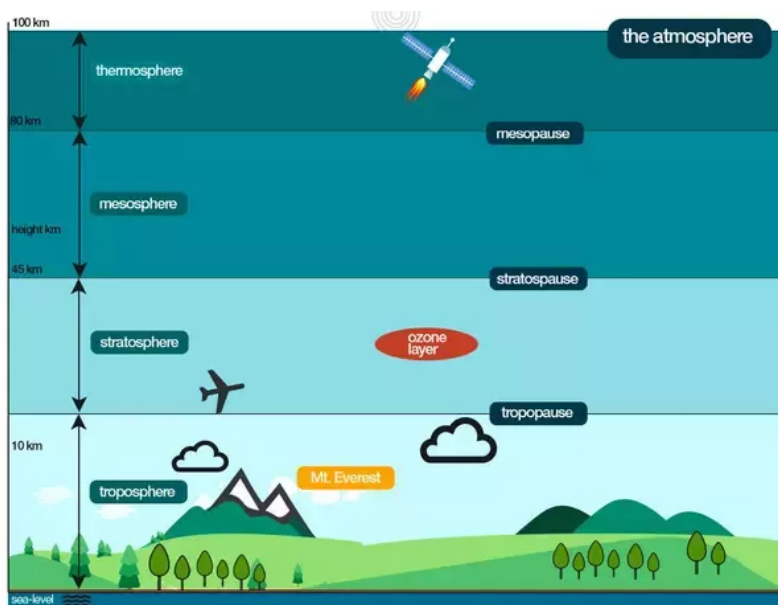 100 km
the atmosphere
thermosphere
80 km
mesopause
mesosphere
height km
45 km
stratospause
stratosphere
ozone
layer
tropopause
10 km
Mt. Everest
troposphere
sea-level